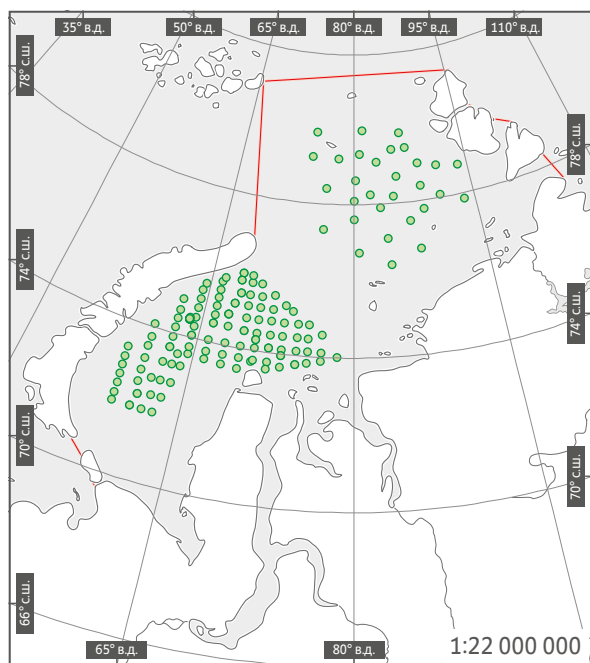 35° в.д. 50° в.д. 65° в.д. 80° в.д. 95° в.д. 110° в.д.
78° с.ш.
78° с.ш.
74° с.ш.
74° с.ш.
70° с.ш.
70° с.ш.
66° с.ш.
65° в.д. 80° в.д.
1:22 000 000